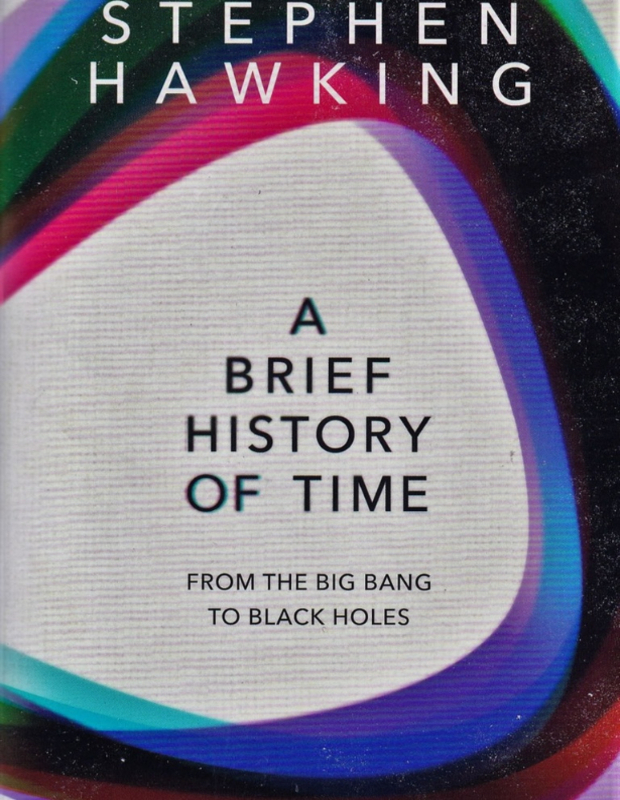 STEPHEN
HAWKING
A
BRIEF
HISTORY
OF TIME
FROM THE BIG BANG
TO BLACK HOLES